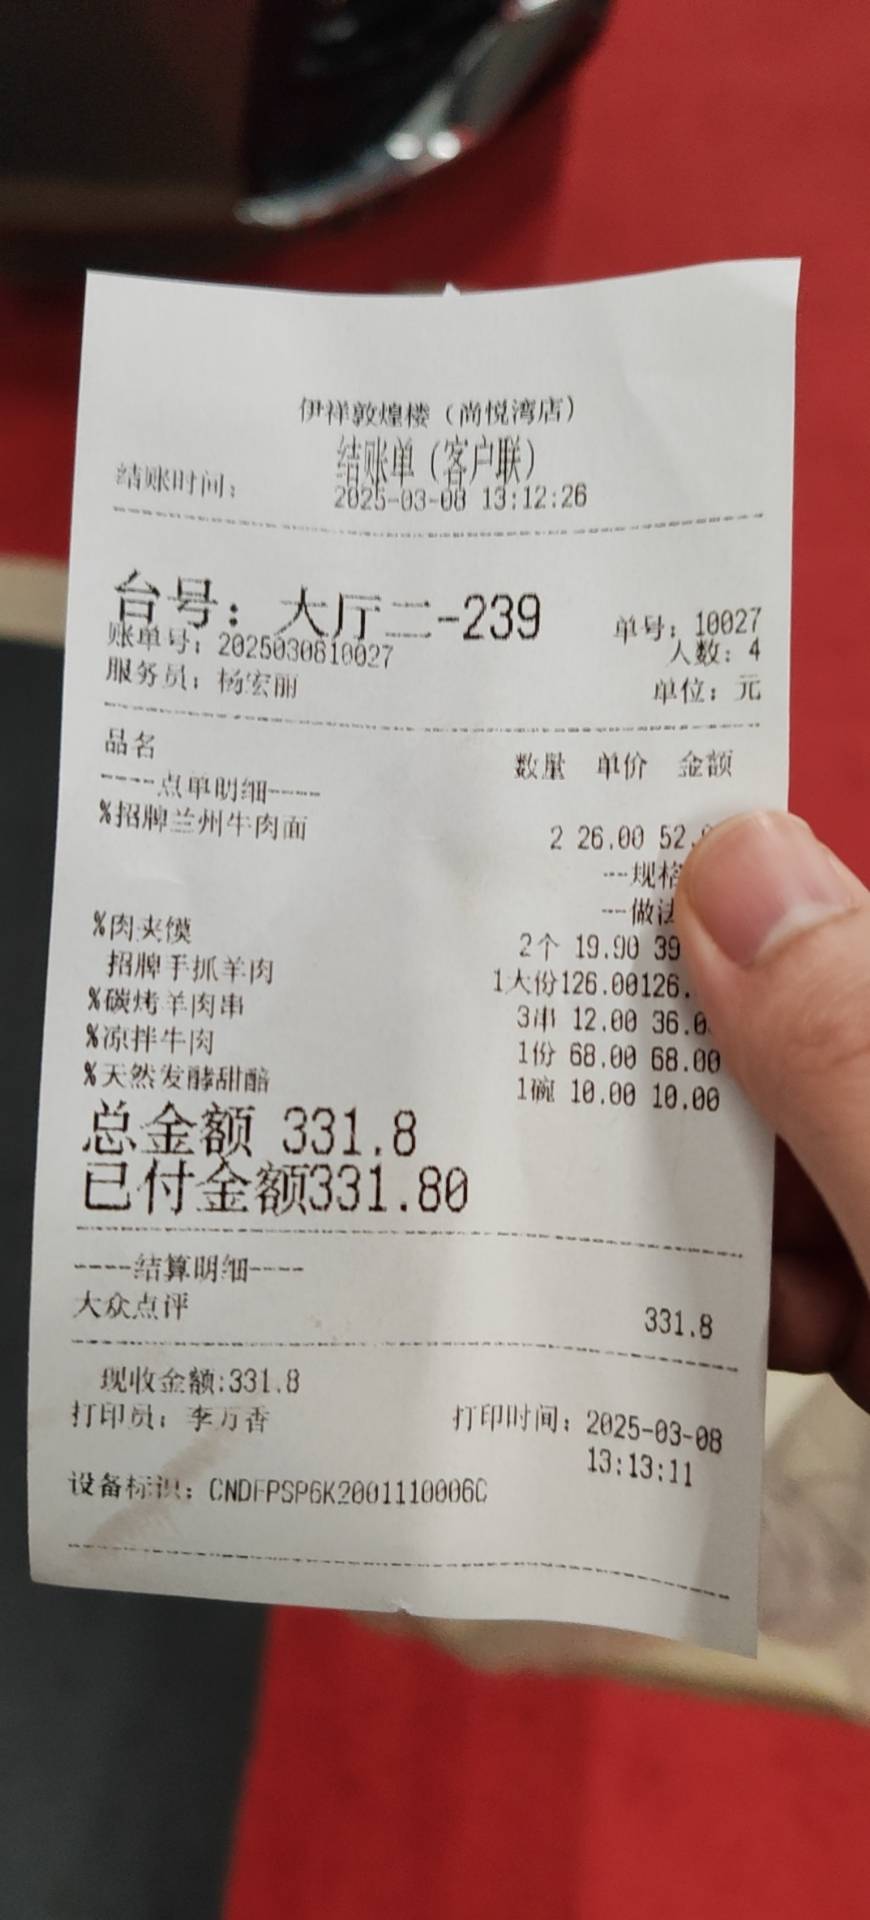 伊祥敦煌楼（尚悦湾店）
结账单（客户联）
结账时间： 2025-03-08 13:12:26
台号：大厅二-239 单号：10027
账单号：2025030810027 人数：4
服务员：杨宏丽 单位：元
品名 数量 单价 金额
----点单明细----
%招牌兰州牛肉面 2 26.00 52.
---规格
---做法
%肉夹馍 2个 19.90 39
招牌手抓羊肉 1大份126.00126.
%碳烤羊肉串 3串 12.00 36.0
%凉拌牛肉 1份 68.00 68.00
%天然发酵甜醅 1碗 10.00 10.00
总金额 331.8
已付金额331.80
----结算明细----
大众点评 331.8
现收金额:331.8
打印员：李万香 打印时间：2025-03-08
13:13:11
设备标识：CNDFPSP6K2001110006C